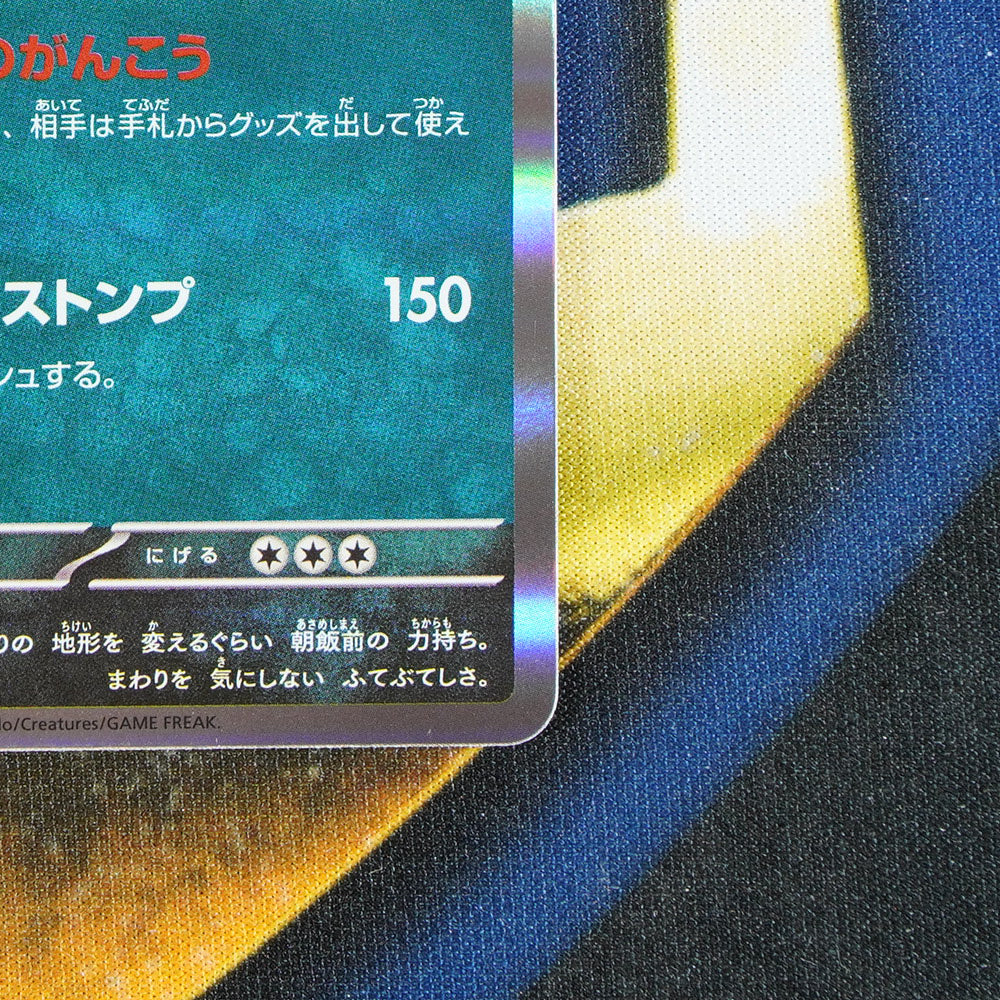 のがんこう
、相手は手札からグッズを出して使え
ストンプ 150
シュする。
にげる
りの 地形を 変えるぐらい 朝飯前の 力持ち。
まわりを 気にしない ふてぶてしさ。
do/Creatures/GAME FREAK.